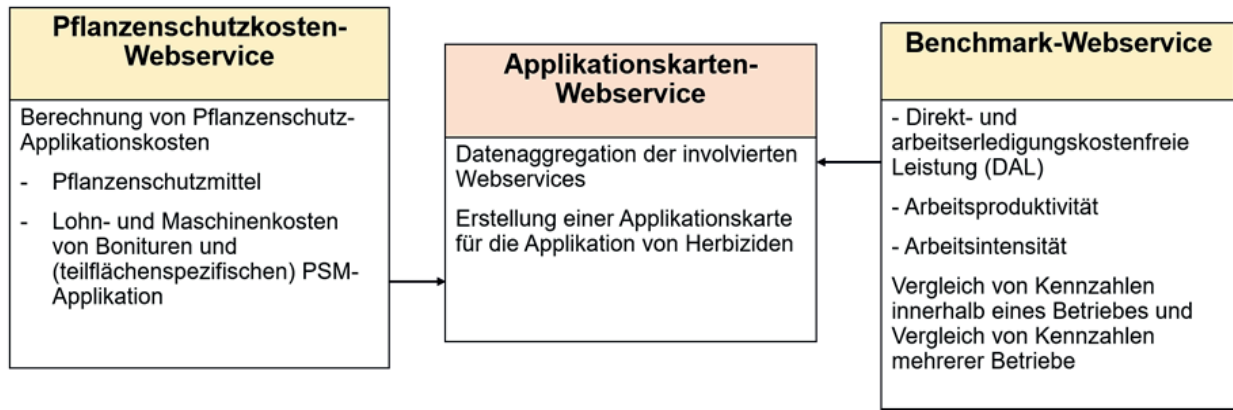 Pflanzenschutzkosten-
Webservice
Berechnung von Pflanzenschutz-
Applikationskosten
- Pflanzenschutzmittel
- Lohn- und Maschinenkosten
von Bonituren und
(teilflächenspezifischen) PSM-
Applikation
Applikationskarten-
Webservice
Datenaggregation der involvierten
Webservices
Erstellung einer Applikationskarte
für die Applikation von Herbiziden
Benchmark-Webservice
- Direkt- und
arbeitserledigungskostenfreie
Leistung (DAL)
- Arbeitsproduktivität
- Arbeitsintensität
Vergleich von Kennzahlen
innerhalb eines Betriebes und
Vergleich von Kennzahlen
mehrerer Betriebe